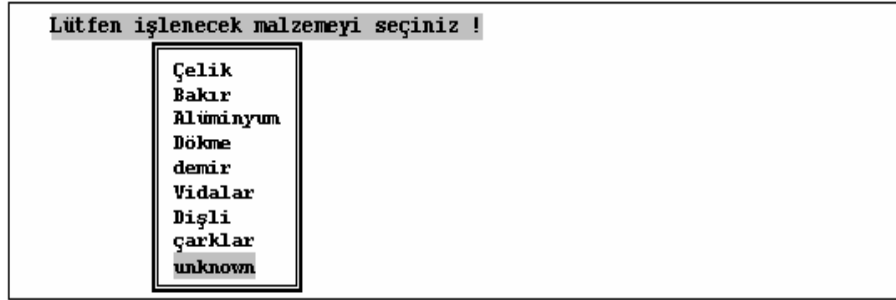 Lütfen işlenecek malzemeyi seçiniz !
Çelik
Bakır
Alüminyum
Dökme
demir
Vidalar
Dişli
çarklar
unknown